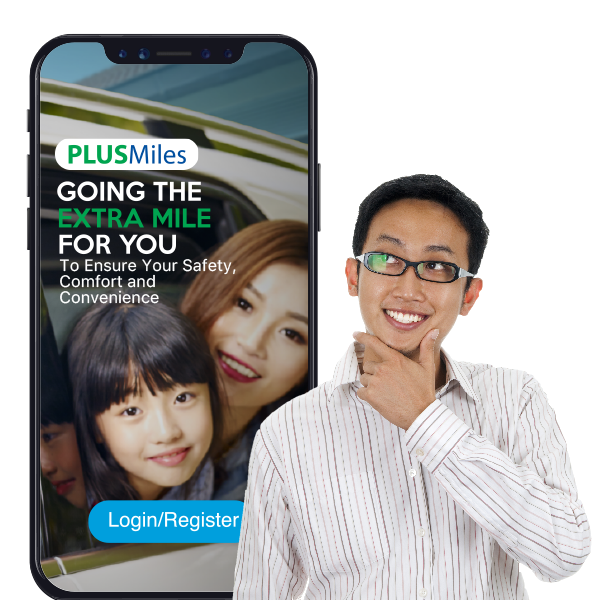 PLUSMiles
GOING THE
EXTRA MILE
FOR YOU
To Ensure Your Safety,
Comfort and
Convenience
Login/Register